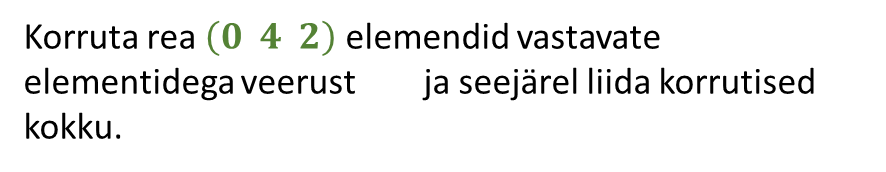 Korruta rea (0 4 2) elemendid vastavate
elementidega veerust ja seejärel liida korrutised
kokku.